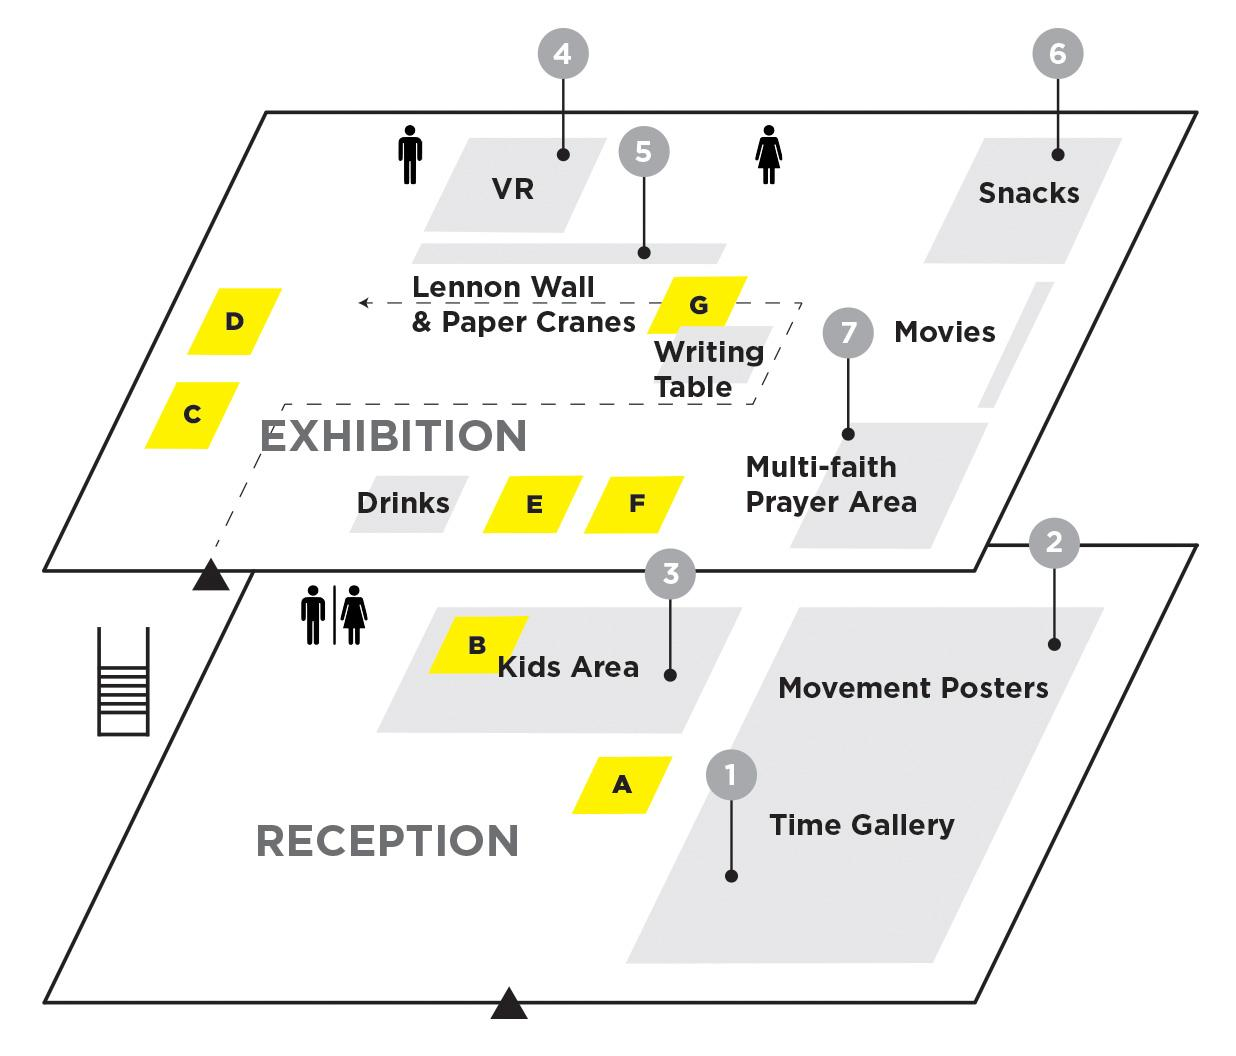 4
6
5
VR
Snacks
Lennon Wall
& Paper Cranes
G
D
7
Movies
Writing
Table
C
EXHIBITION
Multi-faith
Prayer Area
Drinks
E
F
2
3
B
Kids Area
Movement Posters
1
A
Time Gallery
RECEPTION